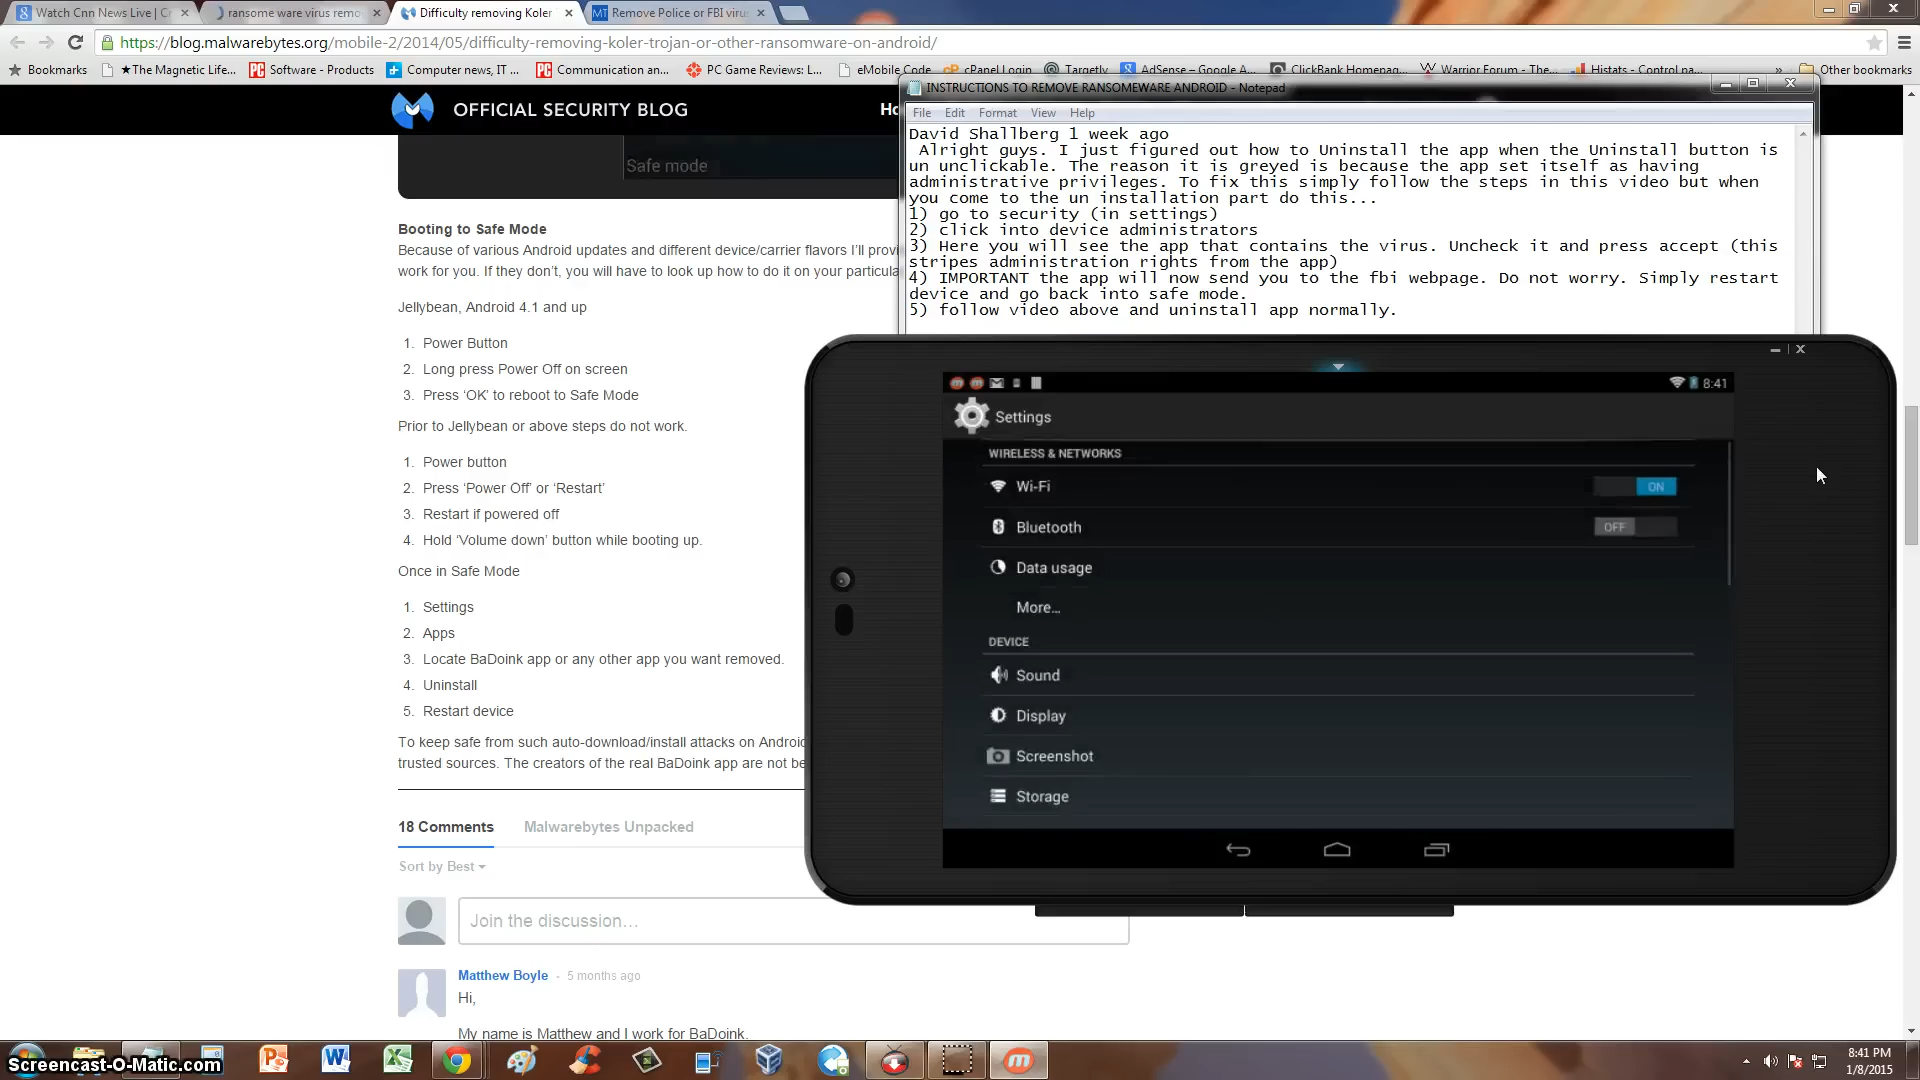 Watch Cnn News Live | Cr
ransome ware virus remo
Difficulty removing Koler
Remove Police or FBI viru
https://blog.malwarebytes.org/mobile-2/2014/05/difficulty-removing-koler-trojan-or-other-ransomware-on-android/
Bookmarks
★The Magnetic Life...
Software - Products
Computer news, IT ...
Communication an...
PC Game Reviews: L...
eMobile Code
cPanel Login
Targetly
AdSense – Google A...
ClickBank Homepag...
Warrior Forum - The...
Histats - Control pa...
» Other bookmarks
OFFICIAL SECURITY BLOG
Ho
Safe mode
Booting to Safe Mode
Because of various Android updates and different device/carrier flavors I'll provi
work for you. If they don't, you will have to look up how to do it on your particula
Jellybean, Android 4.1 and up
1. Power Button
2. Long press Power Off on screen
3. Press ‘OK’ to reboot to Safe Mode
Prior to Jellybean or above steps do not work.
1. Power button
2. Press ‘Power Off’ or ‘Restart’
3. Restart if powered off
4. Hold ‘Volume down’ button while booting up.
Once in Safe Mode
1. Settings
2. Apps
3. Locate BaDoink app or any other app you want removed.
4. Uninstall
5. Restart device
To keep safe from such auto-download/install attacks on Android
trusted sources. The creators of the real BaDoink app are not be
18 Comments
Malwarebytes Unpacked
Sort by Best
Join the discussion…
Matthew Boyle - 5 months ago
Hi,
My name is Matthew and I work for BaDoink.
INSTRUCTIONS TO REMOVE RANSOMEWARE ANDROID - Notepad
File Edit Format View Help
David Shallberg 1 week ago
Alright guys. I just figured out how to Uninstall the app when the Uninstall button is
un unclickable. The reason it is greyed is because the app set itself as having
administrative privileges. To fix this simply follow the steps in this video but when
you come to the un installation part do this...
1) go to security (in settings)
2) click into device administrators
3) Here you will see the app that contains the virus. Uncheck it and press accept (this
stripes administration rights from the app)
4) IMPORTANT the app will now send you to the fbi webpage. Do not worry. Simply restart
device and go back into safe mode.
5) follow video above and uninstall app normally.
8:41
Settings
WIRELESS & NETWORKS
Wi-Fi ON
Bluetooth OFF
Data usage
More...
DEVICE
Sound
Display
Screenshot
Storage
Screencast-O-Matic.com
8:41 PM
1/8/2015